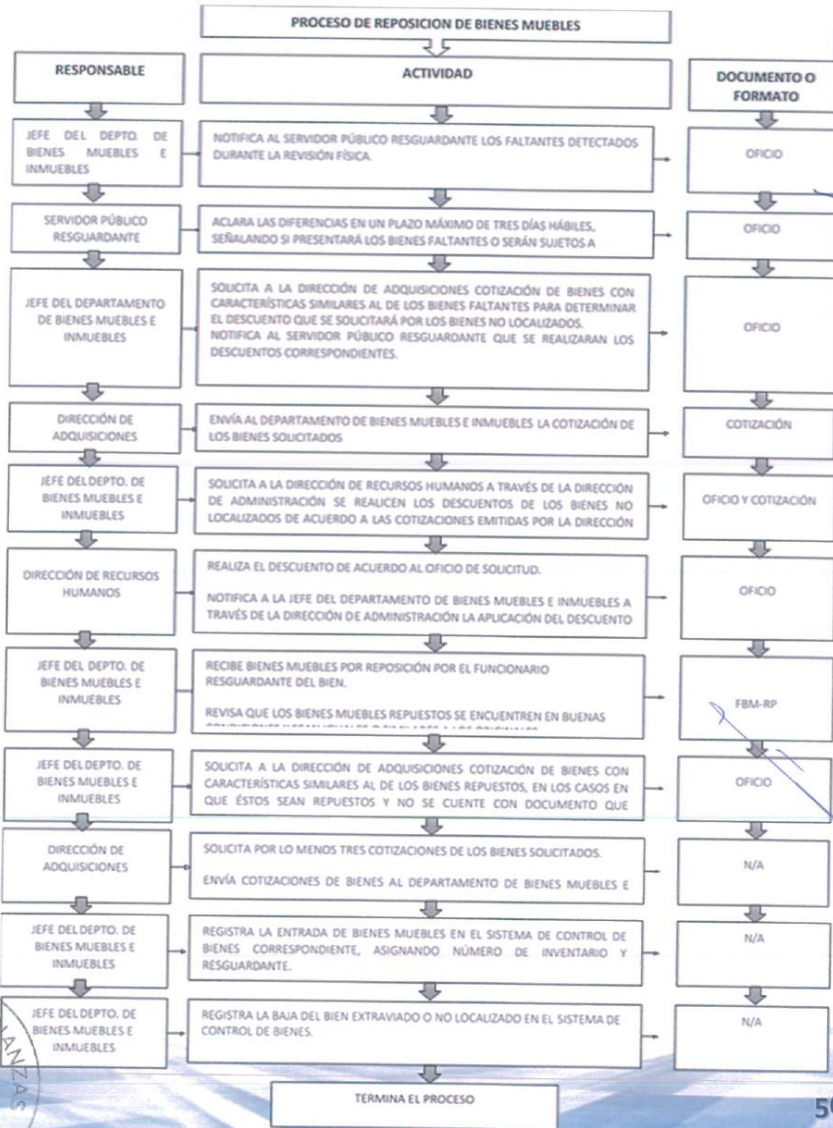 PROCESO DE REPOSICION DE BIENES MUEBLES
RESPONSABLE
ACTIVIDAD
DOCUMENTO O
FORMATO
JEFE DEL DEPTO. DE
BIENES MUEBLES E
INMUEBLES
NOTIFICA AL SERVIDOR PÚBLICO RESGUARDANTE LOS FALTANTES DETECTADOS
DURANTE LA REVISIÓN FÍSICA.
OFICIO
SERVIDOR PÚBLICO
RESGUARDANTE
ACLARA LAS DIFERENCIAS EN UN PLAZO MÁXIMO DE TRES DÍAS HÁBILES,
SEÑALANDO SI PRESENTARÁ LOS BIENES FALTANTES O SERÁN SUJETOS A
OFICIO
JEFE DEL DEPARTAMENTO
DE BIENES MUEBLES E
INMUEBLES
SOLICITA A LA DIRECCIÓN DE ADQUISICIONES COTIZACIÓN DE BIENES CON
CARACTERÍSTICAS SIMILARES AL DE LOS BIENES FALTANTES PARA DETERMINAR
EL DESCUENTO QUE SE SOLICITARÁ POR LOS BIENES NO LOCALIZADOS.
NOTIFICA AL SERVIDOR PÚBLICO RESGUARDANTE QUE SE REALIZARAN LOS
DESCUENTOS CORRESPONDIENTES.
OFICIO
DIRECCIÓN DE
ADQUISICIONES
ENVÍA AL DEPARTAMENTO DE BIENES MUEBLES E INMUEBLES LA COTIZACIÓN DE
LOS BIENES SOLICITADOS
COTIZACIÓN
JEFE DEL DEPTO. DE
BIENES MUEBLES E
INMUEBLES
SOLICITA A LA DIRECCIÓN DE RECURSOS HUMANOS A TRAVÉS DE LA DIRECCIÓN
DE ADMINISTRACIÓN SE REALICEN LOS DESCUENTOS DE LOS BIENES NO
LOCALIZADOS DE ACUERDO A LAS COTIZACIONES EMITIDAS POR LA DIRECCIÓN
OFICIO Y COTIZACIÓN
DIRECCIÓN DE RECURSOS
HUMANOS
REALIZA EL DESCUENTO DE ACUERDO AL OFICIO DE SOLICITUD.
NOTIFICA A LA JEFE DEL DEPARTAMENTO DE BIENES MUEBLES E INMUEBLES A
TRAVÉS DE LA DIRECCIÓN DE ADMINISTRACIÓN LA APLICACIÓN DEL DESCUENTO
OFICIO
JEFE DEL DEPTO. DE
BIENES MUEBLES E
INMUEBLES
RECIBE BIENES MUEBLES POR REPOSICIÓN POR EL FUNCIONARIO
RESGUARDANTE DEL BIEN.
REVISA QUE LOS BIENES MUEBLES REPUESTOS SE ENCUENTREN EN BUENAS
FBM-RP
JEFE DEL DEPTO. DE
BIENES MUEBLES E
INMUEBLES
SOLICITA A LA DIRECCIÓN DE ADQUISICIONES COTIZACIÓN DE BIENES CON
CARACTERÍSTICAS SIMILARES AL DE LOS BIENES REPUESTOS, EN LOS CASOS EN
QUE ÉSTOS SEAN REPUESTOS Y NO SE CUENTE CON DOCUMENTO QUE
OFICIO
DIRECCIÓN DE
ADQUISICIONES
SOLICITA POR LO MENOS TRES COTIZACIONES DE LOS BIENES SOLICITADOS.
ENVÍA COTIZACIONES DE BIENES AL DEPARTAMENTO DE BIENES MUEBLES E
N/A
JEFE DEL DEPTO. DE
BIENES MUEBLES E
INMUEBLES
REGISTRA LA ENTRADA DE BIENES MUEBLES EN EL SISTEMA DE CONTROL DE
BIENES CORRESPONDIENTE, ASIGNANDO NÚMERO DE INVENTARIO Y
RESGUARDANTE.
N/A
JEFE DEL DEPTO. DE
BIENES MUEBLES E
INMUEBLES
REGISTRA LA BAJA DEL BIEN EXTRAVIADO O NO LOCALIZADO EN EL SISTEMA DE
CONTROL DE BIENES.
N/A
ANZAS
TERMINA EL PROCESO